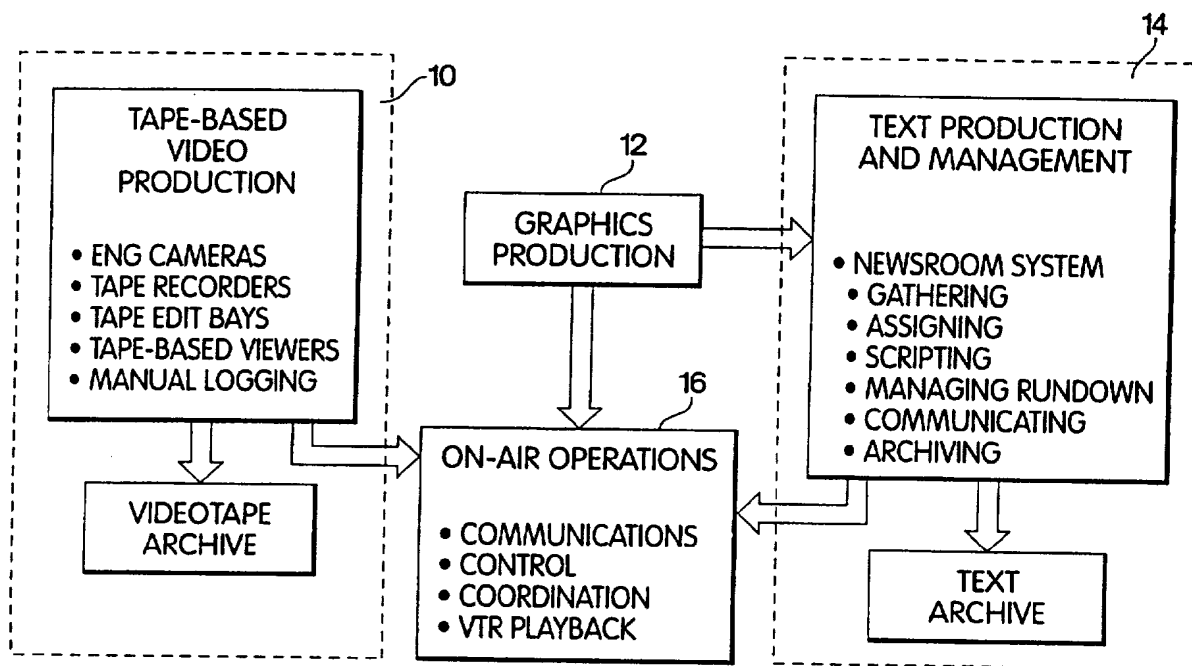 10
TAPE-BASED
VIDEO
PRODUCTION
• ENG CAMERAS
• TAPE RECORDERS
• TAPE EDIT BAYS
• TAPE-BASED VIEWERS
• MANUAL LOGGING
VIDEOTAPE
ARCHIVE
12
GRAPHICS
PRODUCTION
16
ON-AIR OPERATIONS
• COMMUNICATIONS
• CONTROL
• COORDINATION
• VTR PLAYBACK
14
TEXT PRODUCTION
AND MANAGEMENT
• NEWSROOM SYSTEM
• GATHERING
• ASSIGNING
• SCRIPTING
• MANAGING RUNDOWN
• COMMUNICATING
• ARCHIVING
TEXT
ARCHIVE